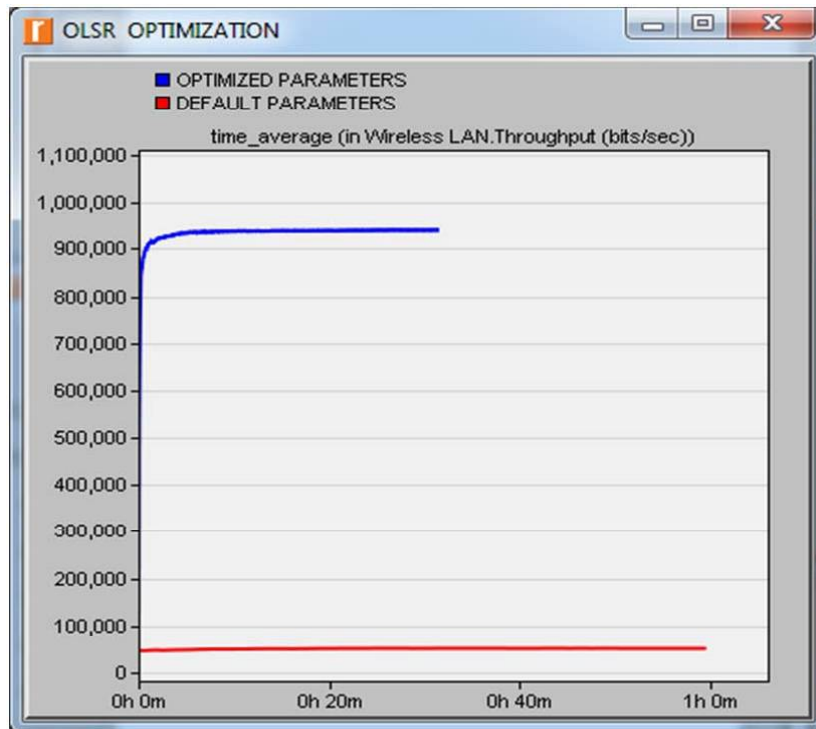 OLSR OPTIMIZATION
OPTIMIZED PARAMETERS
DEFAULT PARAMETERS
time_average (in Wireless LAN.Throughput (bits/sec))
1,100,000
1,000,000
900,000
800,000
700,000
600,000
500,000
400,000
300,000
200,000
100,000
0
0h 0m
0h 20m
0h 40m
1h 0m